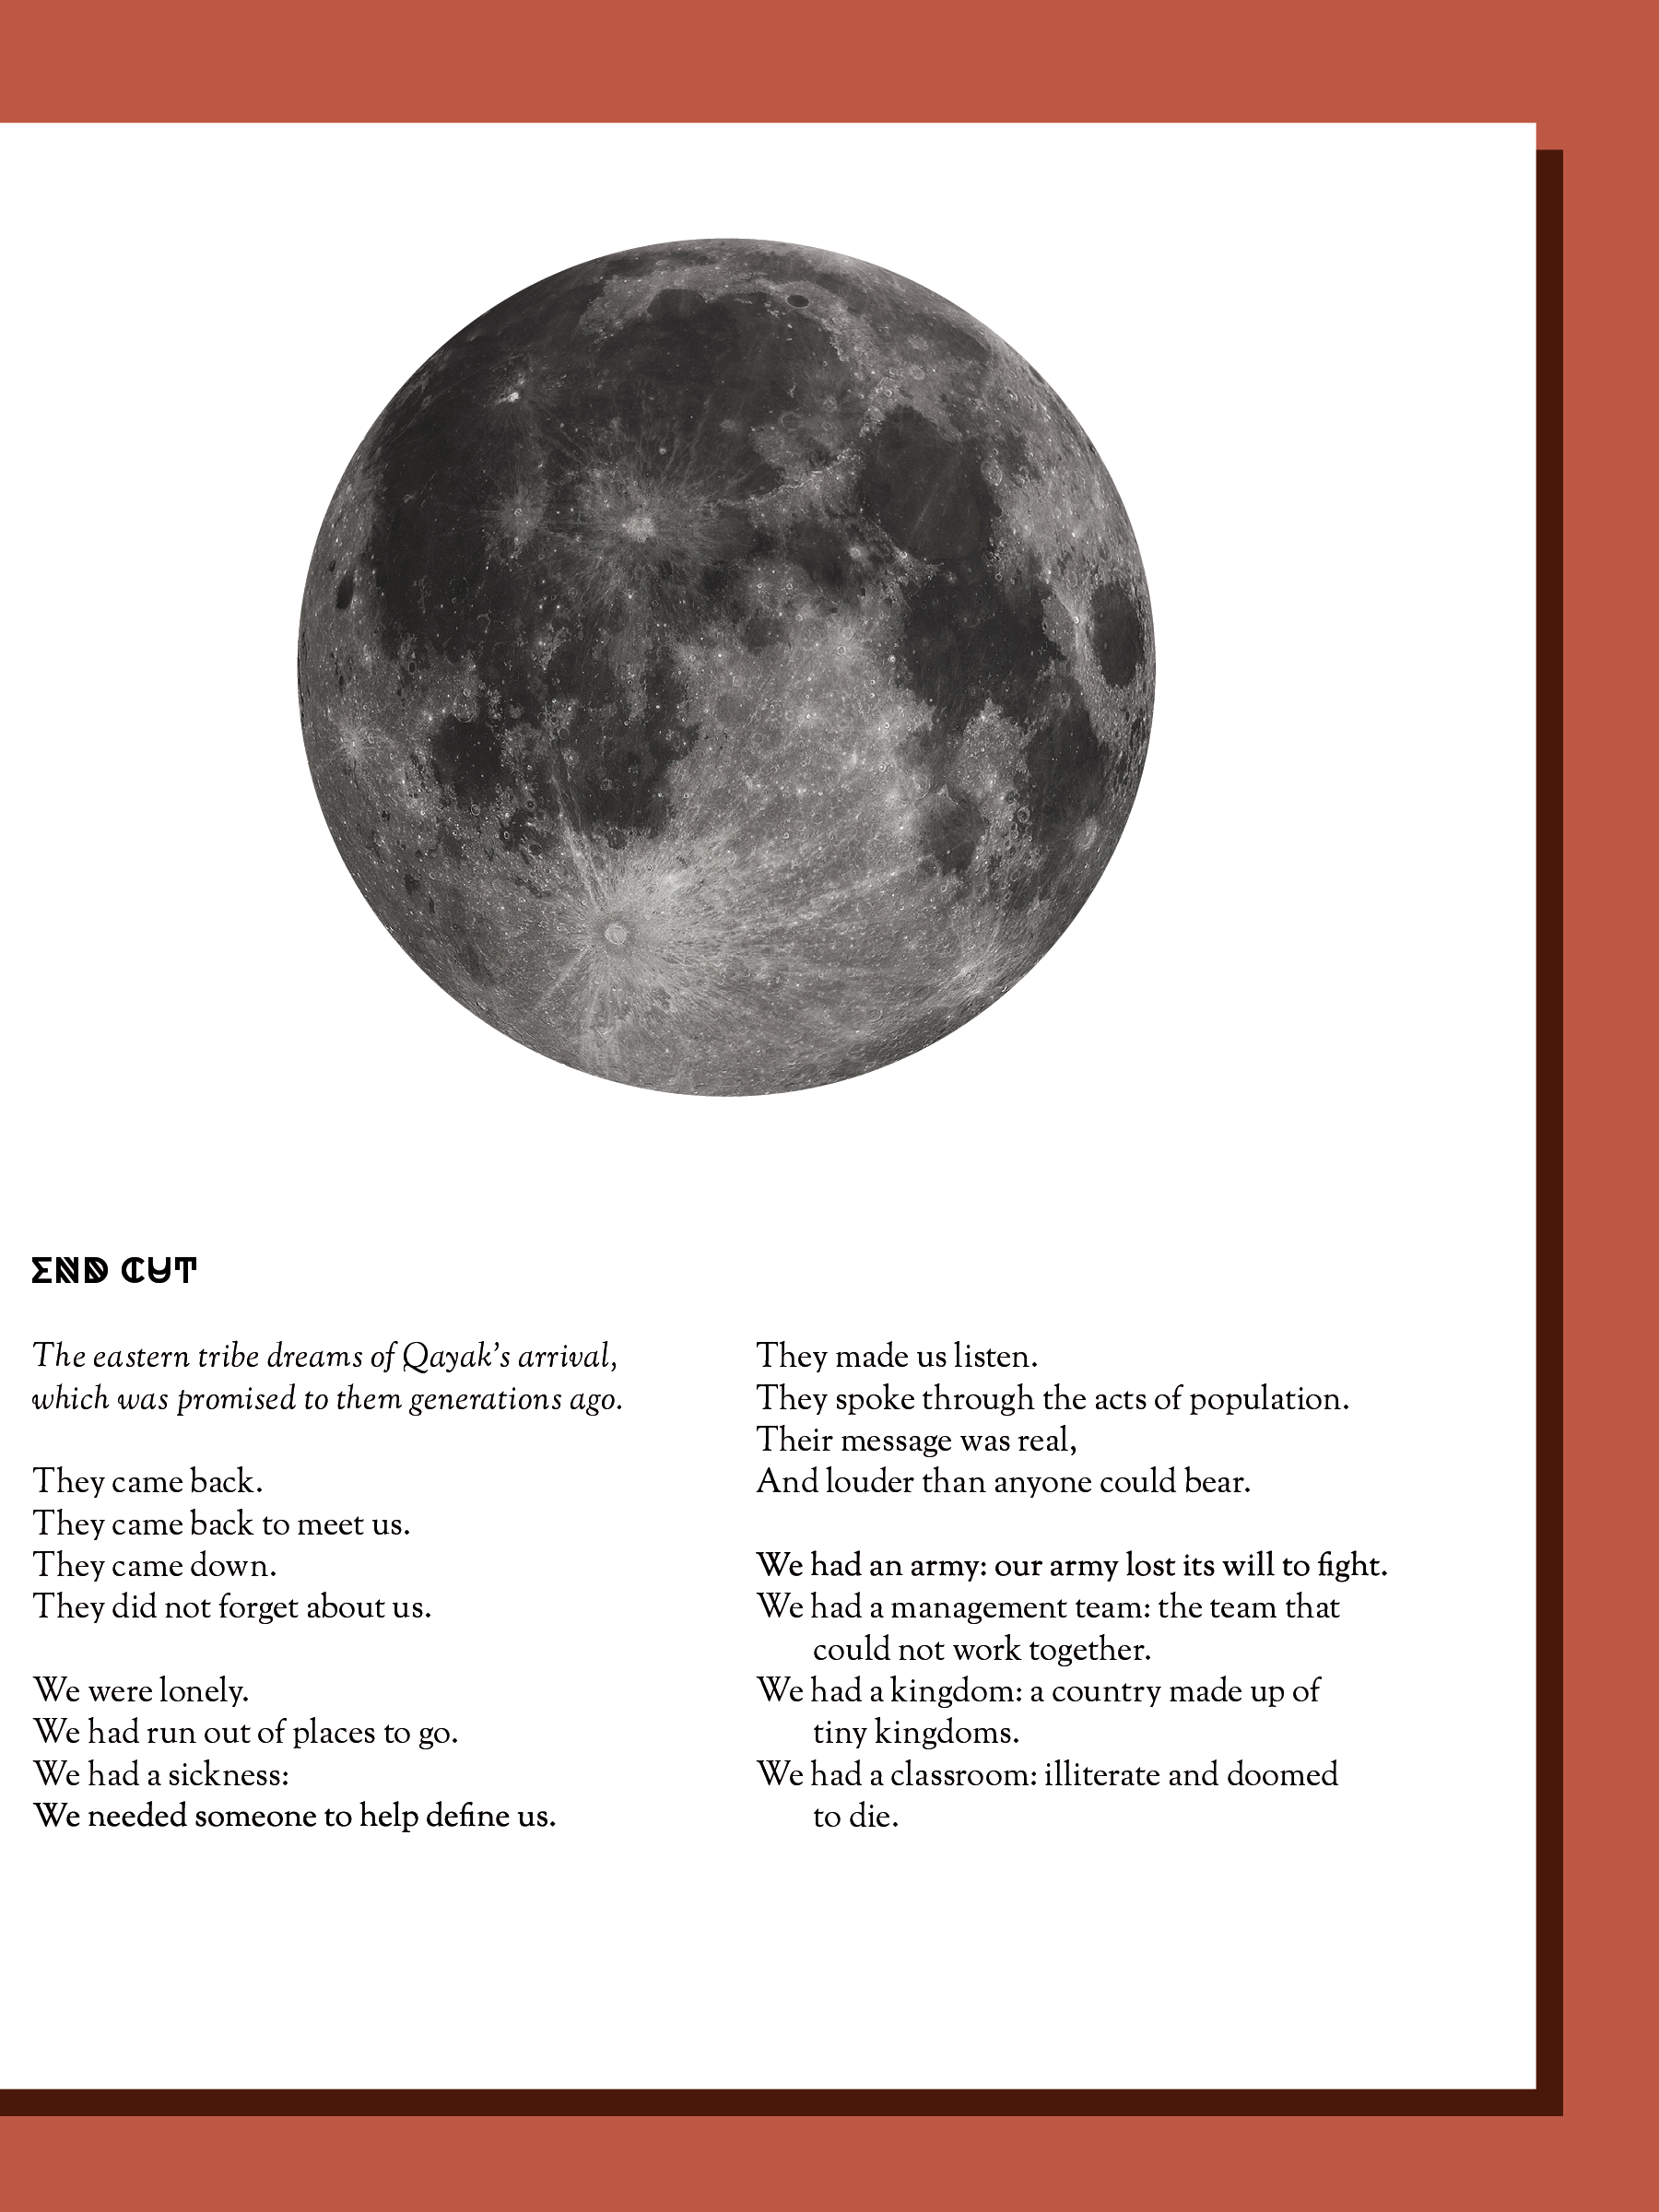 END CUT
The eastern tribe dreams of Qayak’s arrival,
which was promised to them generations ago.
They came back.
They came back to meet us.
They came down.
They did not forget about us.
We were lonely.
We had run out of places to go.
We had a sickness:
We needed someone to help define us.
They made us listen.
They spoke through the acts of population.
Their message was real,
And louder than anyone could bear.
We had an army: our army lost its will to fight.
We had a management team: the team that
could not work together.
We had a kingdom: a country made up of
tiny kingdoms.
We had a classroom: illiterate and doomed
to die.